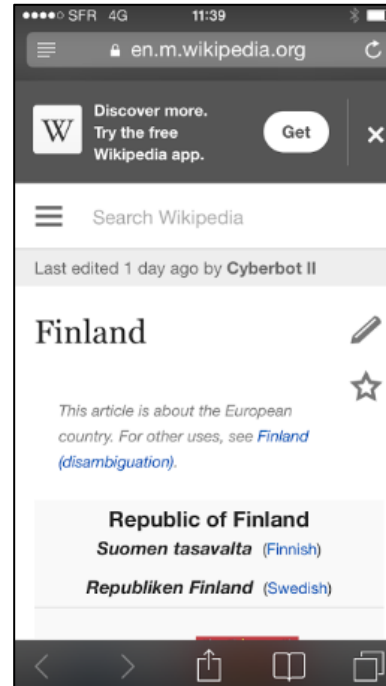 SFR 4G 11:39
en.m.wikipedia.org
W
Discover more.
Try the free
Wikipedia app.
Get
Search Wikipedia
Last edited 1 day ago by Cyberbot II
Finland
This article is about the European
country. For other uses, see Finland
(disambiguation).
Republic of Finland
Suomen tasavalta (Finnish)
Republiken Finland (Swedish)